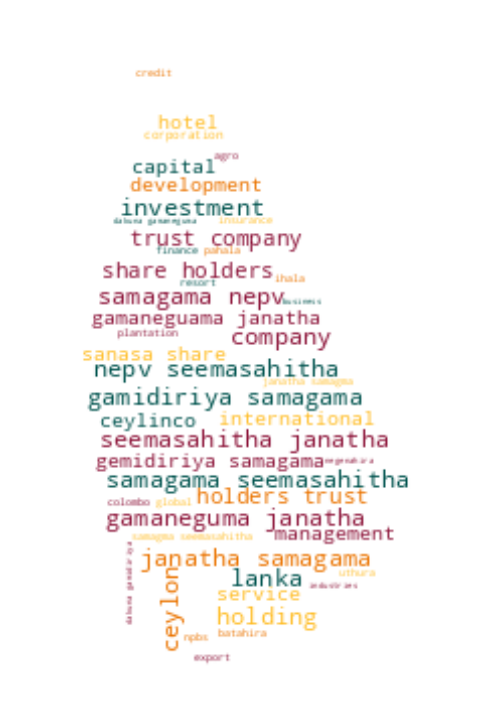 credit
hotel
corporation
agro
capital
development
investment
dakuna gamaneguma
insurance
trust company
finance
pahala
share holders
resort
ihala
samagama nepv
business
gamaneguama janatha
plantation
company
sanasa share
nepv seemasahitha
janatha samagma
gamidiriya samagama
ceylinco
international
seemasahitha janatha
gemidiriya samagama
samagama seemasahitha
holders trust
colombo
global
gamaneguma janatha
management
samagma seemasahitha
janatha samagama
uthura
lanka
industries
dakuna gamidiriya
ceylon
service
holding
batahira
npbs
export